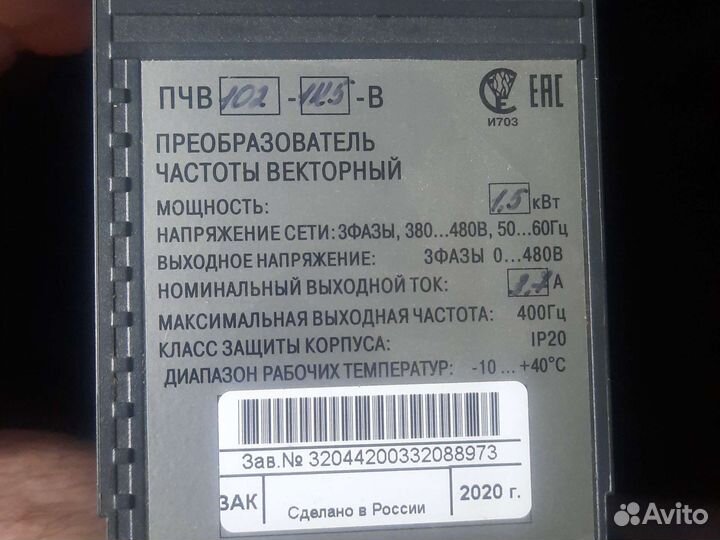 ПЧВ 102 -1К5 -В
ЕАС
И703
ПРЕОБРАЗОВАТЕЛЬ
ЧАСТОТЫ ВЕКТОРНЫЙ
МОЩНОСТЬ: 1,5 кВт
НАПРЯЖЕНИЕ СЕТИ: 3ФАЗЫ, 380...480В, 50...60Гц
ВЫХОДНОЕ НАПРЯЖЕНИЕ: 3ФАЗЫ 0...480В
НОМИНАЛЬНЫЙ ВЫХОДНОЙ ТОК: А
МАКСИМАЛЬНАЯ ВЫХОДНАЯ ЧАСТОТА: 400Гц
КЛАСС ЗАЩИТЫ КОРПУСА: IP20
ДИАПАЗОН РАБОЧИХ ТЕМПЕРАТУР: -10 ... +40°С
Зав.№ 32044200332088973
ЗАК Сделано в России 2020 г.
Avito